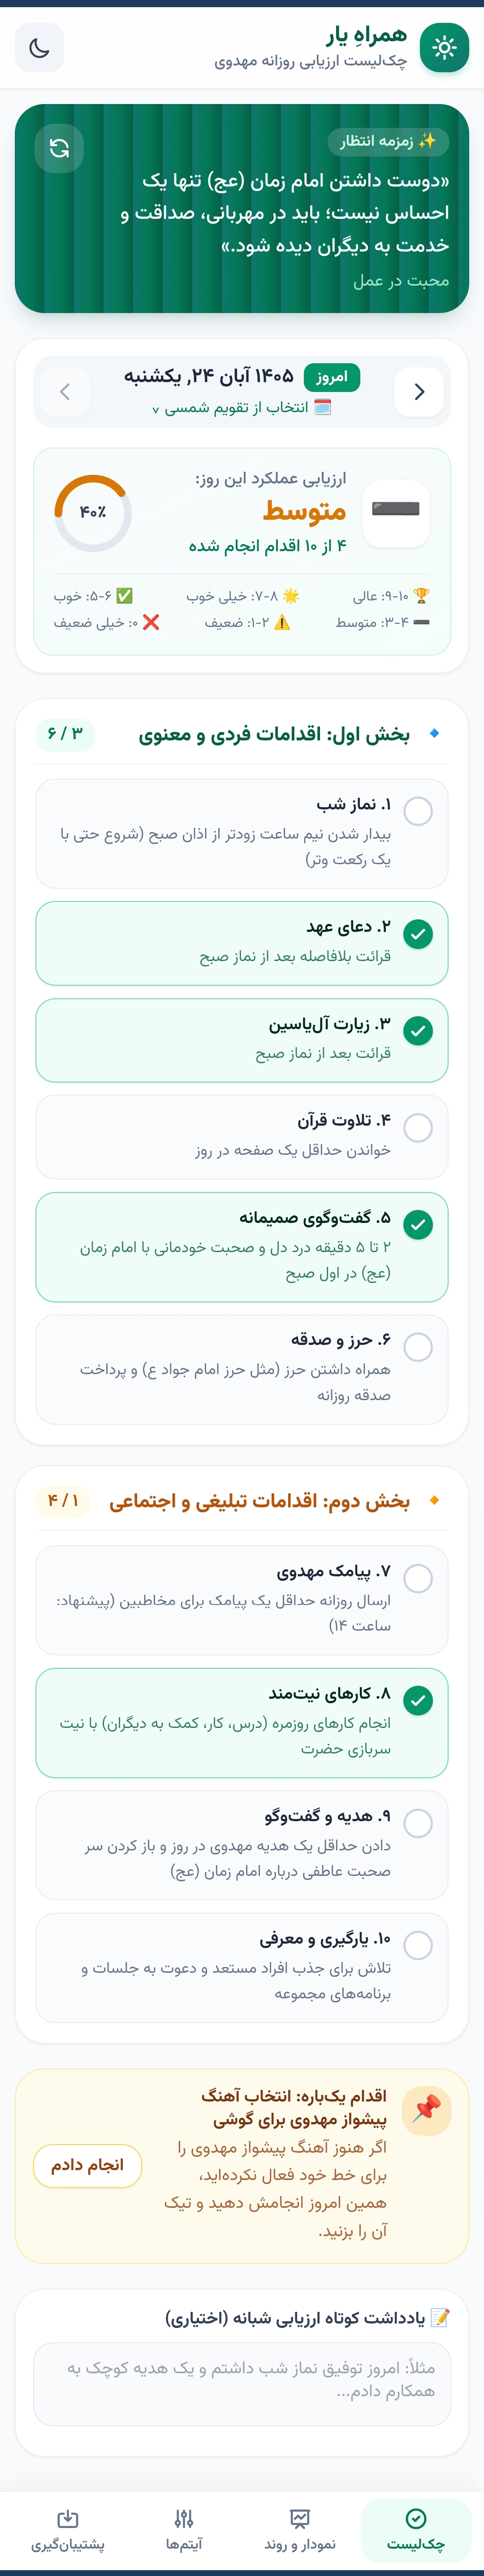 همراهِ یار
چک‌لیست ارزیابی روزانه مهدوی
✨ زمزمه انتظار
«دوست داشتن امام زمان (عج) تنها یک
احساس نیست؛ باید در مهربانی، صداقت و
خدمت به دیگران دیده شود.»
محبت در عمل
امروز
۱۴۰۵ آبان ۲۴, یکشنبه
🗓️ انتخاب از تقویم شمسی ˅
ارزیابی عملکرد این روز:
متوسط
۴ از ۱۰ اقدام انجام شده
۴۰٪
🏆 ۹-۱۰: عالی
🌟 ۷-۸: خیلی خوب
✅ ۵-۶: خوب
➖ ۳-۴: متوسط
⚠️ ۱-۲: ضعیف
❌ ۰: خیلی ضعیف
🔹 بخش اول: اقدامات فردی و معنوی
۳ / ۶
۱. نماز شب
بیدار شدن نیم ساعت زودتر از اذان صبح (شروع حتی با
یک رکعت وتر)
۲. دعای عهد
قرائت بلافاصله بعد از نماز صبح
۳. زیارت آل‌یاسین
قرائت بعد از نماز صبح
۴. تلاوت قرآن
خواندن حداقل یک صفحه در روز
۵. گفت‌وگوی صمیمانه
۲ تا ۵ دقیقه درد دل و صحبت خودمانی با امام زمان
(عج) در اول صبح
۶. حرز و صدقه
همراه داشتن حرز (مثل حرز امام جواد ع) و پرداخت
صدقه روزانه
🔸 بخش دوم: اقدامات تبلیغی و اجتماعی
۱ / ۴
۷. پیامک مهدوی
ارسال روزانه حداقل یک پیامک برای مخاطبین (پیشنهاد:
ساعت ۱۴)
۸. کارهای نیت‌مند
انجام کارهای روزمره (درس، کار، کمک به دیگران) با نیت
سربازی حضرت
۹. هدیه و گفت‌وگو
دادن حداقل یک هدیه مهدوی در روز و باز کردن سر
صحبت عاطفی درباره امام زمان (عج)
۱۰. یارگیری و معرفی
تلاش برای جذب افراد مستعد و دعوت به جلسات و
برنامه‌های مجموعه
📌 اقدام یک‌باره: انتخاب آهنگ
پیشواز مهدوی برای گوشی
اگر هنوز آهنگ پیشواز مهدوی را
برای خط خود فعال نکرده‌اید،
همین امروز انجامش دهید و تیک
آن را بزنید.
انجام دادم
📝 یادداشت کوتاه ارزیابی شبانه (اختیاری)
مثلاً: امروز توفیق نماز شب داشتم و یک هدیه کوچک به
همکارم دادم...
چک‌لیست
نمودار و روند
آیتم‌ها
پشتیبان‌گیری